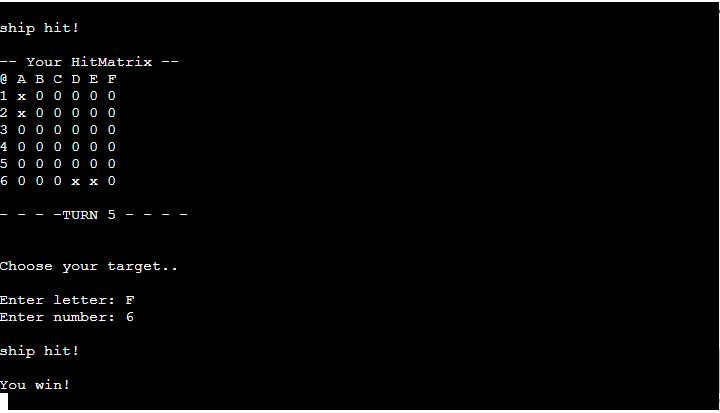 ship hit!
-- Your HitMatrix --
@ A B C D E F
1 x 0 0 0 0 0
2 x 0 0 0 0 0
3 0 0 0 0 0 0
4 0 0 0 0 0 0
5 0 0 0 0 0 0
6 0 0 0 x x 0
- - - -TURN 5 - - - -
Choose your target..
Enter letter: F
Enter number: 6
ship hit!
You win!